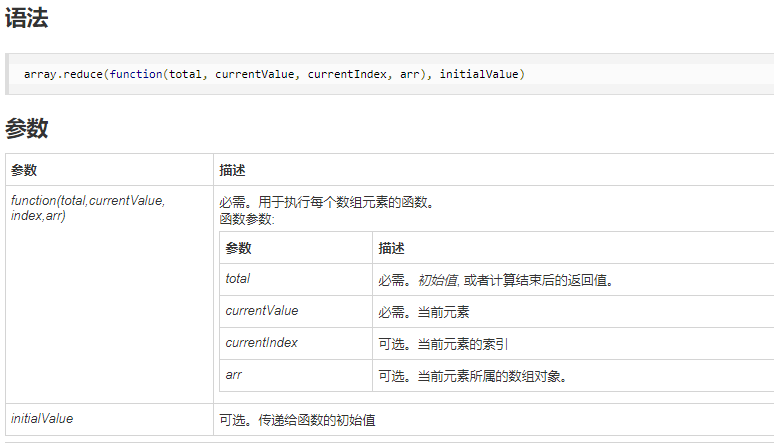 语法
array.reduce(function(total, currentValue, currentIndex, arr), initialValue)
参数
参数 描述
function(total,currentValue,
index,arr)
必需。用于执行每个数组元素的函数。
函数参数:
参数 描述
total 必需。初始值, 或者计算结束后的返回值。
currentValue 必需。当前元素
currentIndex 可选。当前元素的索引
arr 可选。当前元素所属的数组对象。
initialValue 可选。传递给函数的初始值